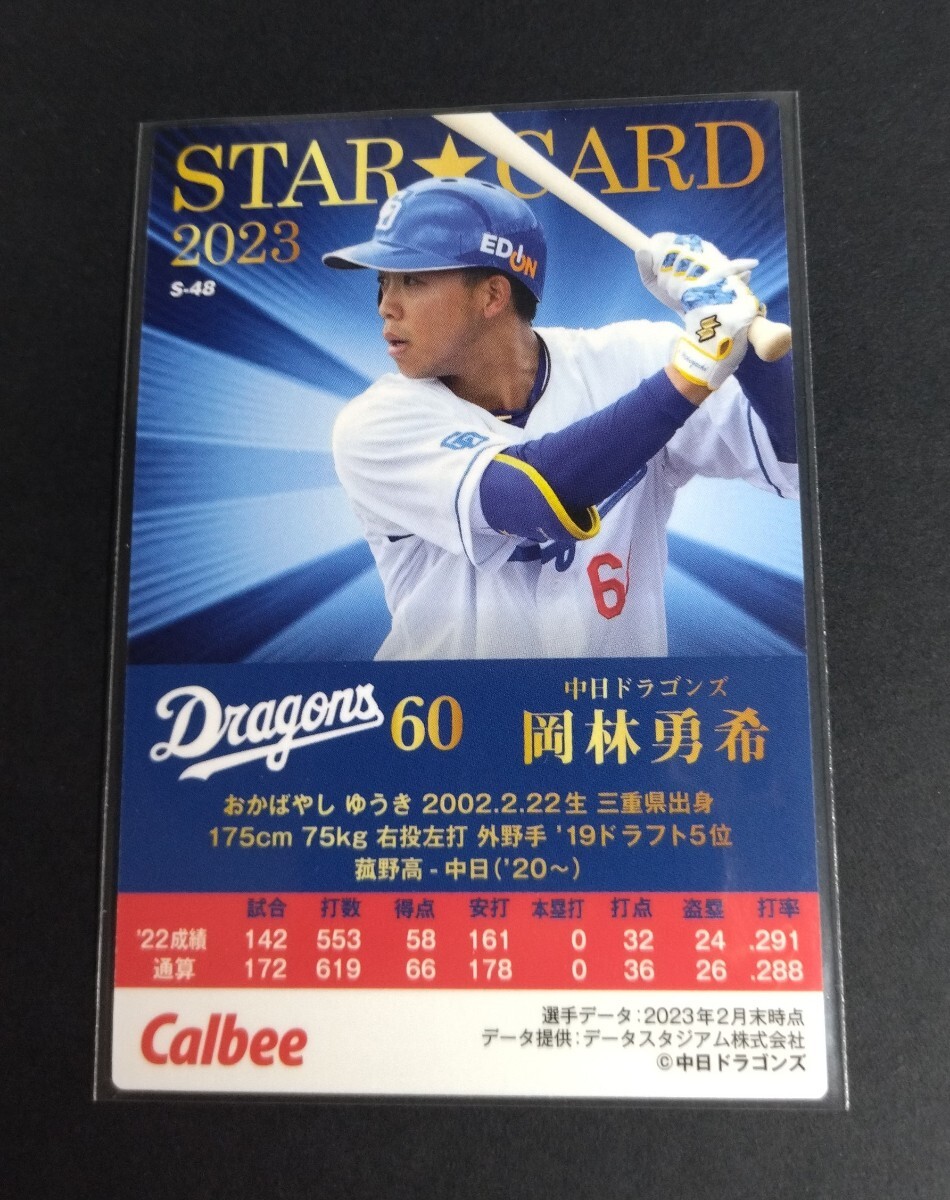 STAR★CARD
2023
S-48
EDION
6
Dragons 60 中日ドラゴンズ
岡林勇希
おかばやし ゆうき 2002.2.22生 三重県出身
175cm 75kg 右投左打 外野手 '19ドラフト5位
菰野高 - 中日('20～)
試合 打数 得点 安打 本塁打 打点 盗塁 打率
'22成績 142 553 58 161 0 32 24 .291
通算 172 619 66 178 0 36 26 .288
Calbee
選手データ:2023年2月末時点
データ提供:データスタジアム株式会社
©中日ドラゴンズ